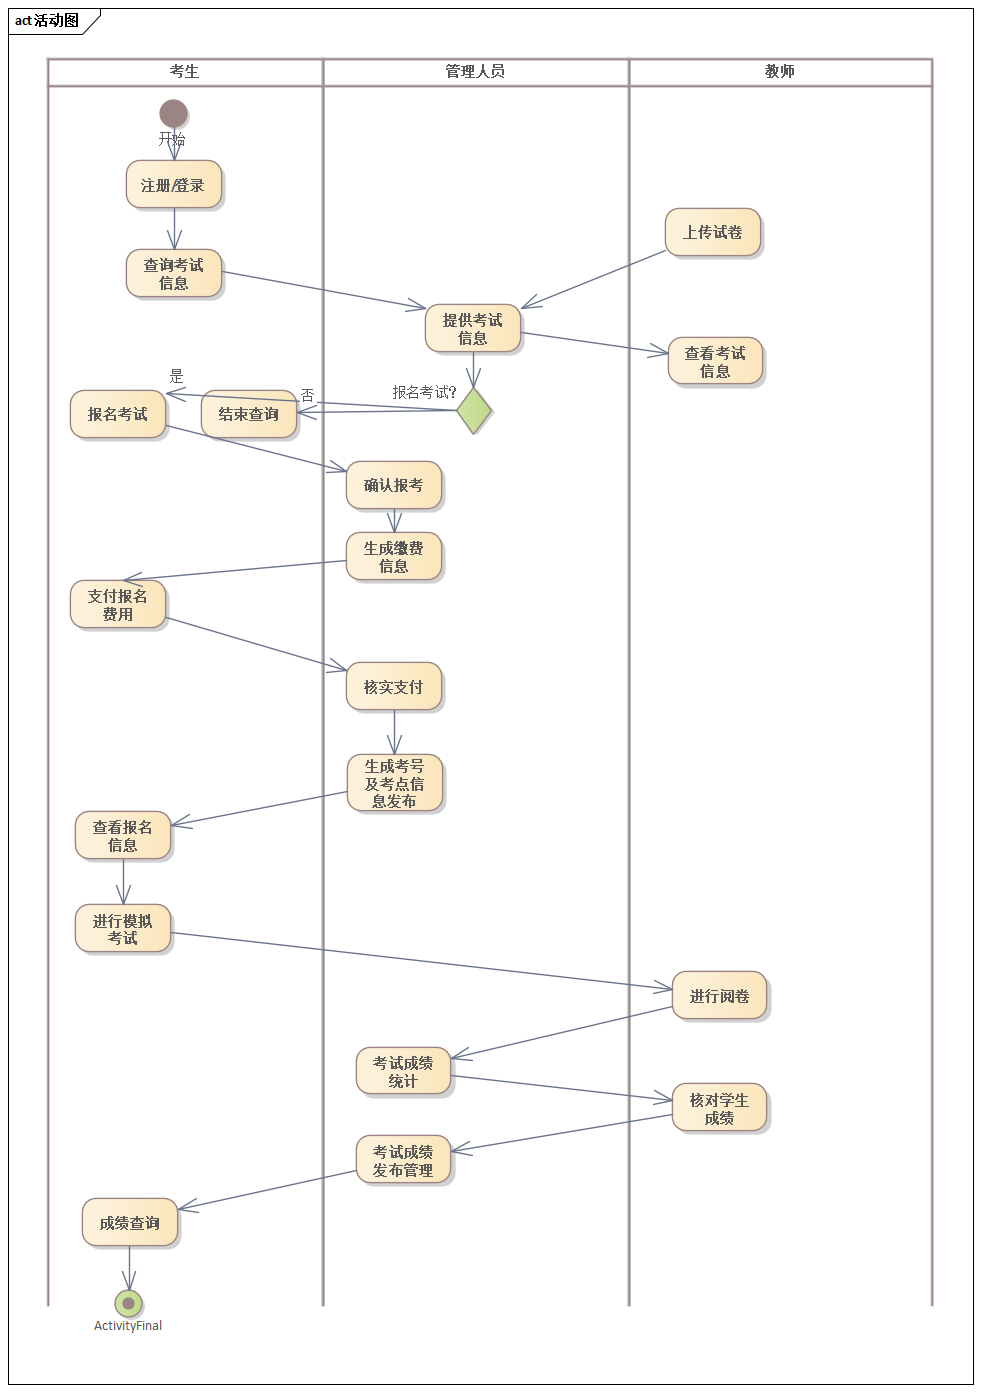 act 活动图
考生
管理人员
教师
开始
注册/登录
上传试卷
查询考试
信息
提供考试
信息
查看考试
信息
是
否
报名考试?
报名考试
结束查询
确认报考
生成缴费
信息
支付报名
费用
核实支付
生成考号
及考点信
息发布
查看报名
信息
进行模拟
考试
进行阅卷
考试成绩
统计
核对学生
成绩
考试成绩
发布管理
成绩查询
ActivityFinal